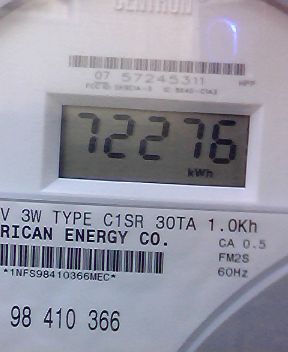 CENTRON
07 57245311
72276
kWh
V 3W TYPE C1SR 30TA 1.0Kh
RICAN ENERGY CO.
CA 0.5
FM2S
*1NFS98410366MEC*
60Hz
98 410 366